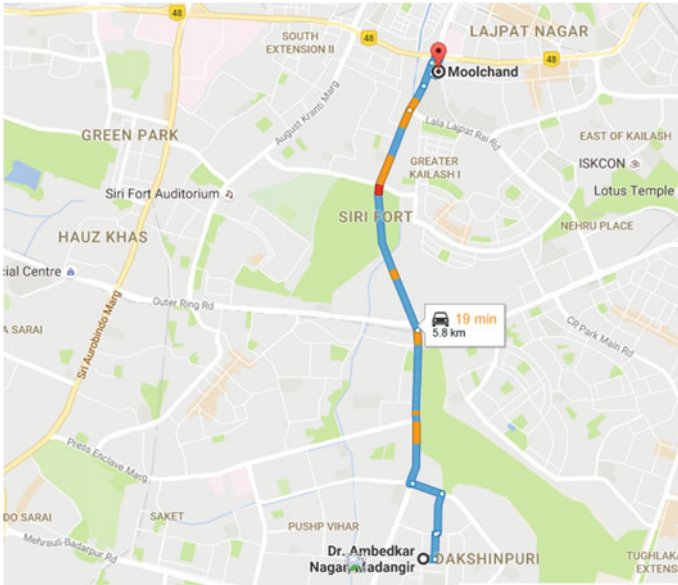 48
LAJPAT NAGAR
SOUTH
EXTENSION II
48
48
Moolchand
August Kranti Marg
Lala Lajpat Rai Rd
GREEN PARK
EAST OF KAILASH
GREATER
KAILASH I
ISKCON
Siri Fort Auditorium
Lotus Temple
SIRI FORT
NEHRU PLACE
HAUZ KHAS
cial Centre
Outer Ring Rd
19 min
5.8 km
A SARAI
Sri Aurobindo Marg
CR Park Main Rd
Press Enclave Marg
DO SARAI
SAKET
PUSHP VIHAR
Mehrauli-Badarpur Rd
Dr. Ambedkar
Nagar, Madangir
DAKSHINPURI
TUGHLAKA
EXTENS